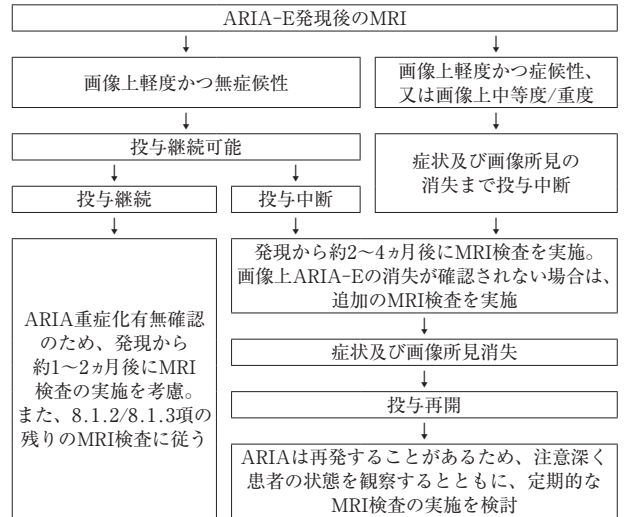 ARIA-E発現後のMRI
↓
↓
画像上軽度かつ無症候性
画像上軽度かつ症候性、
又は画像上中等度/重度
↓
↓
投与継続可能
症状及び画像所見の
消失まで投与中断
↓
↓
投与継続
投与中断
↓
↓
↓
ARIA重症化有無確認
のため、発現から
約1〜2ヵ月後にMRI
検査の実施を考慮。
また、8.1.2/8.1.3項の
残りのMRI検査に従う
発現から約2〜4ヵ月後にMRI検査を実施。
画像上ARIA-Eの消失が確認されない場合は、
追加のMRI検査を実施
↓
症状及び画像所見消失
↓
投与再開
↓
ARIAは再発することがあるため、注意深く
患者の状態を観察するとともに、定期的な
MRI検査の実施を検討